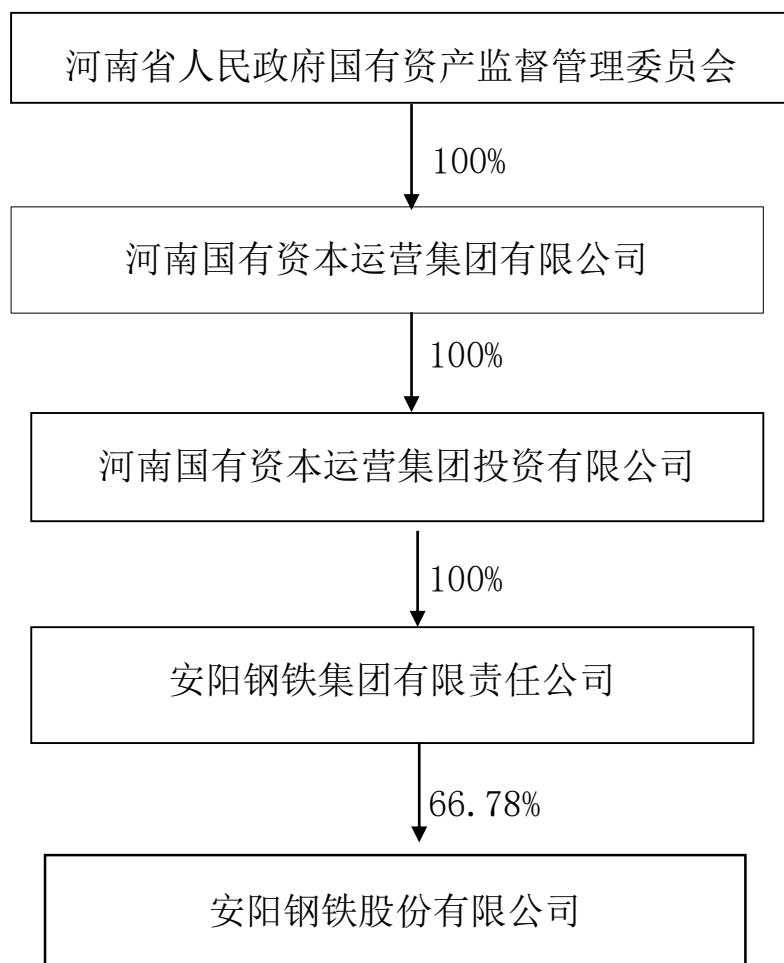 河南省人民政府国有资产监督管理委员会
100%
河南国有资本运营集团有限公司
100%
河南国有资本运营集团投资有限公司
100%
安阳钢铁集团有限责任公司
66.78%
安阳钢铁股份有限公司